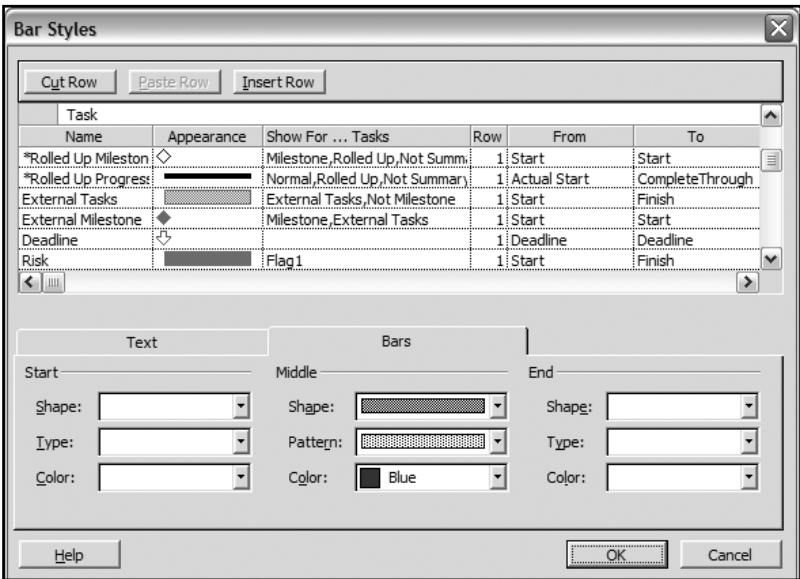 Bar Styles
Cut Row Paste Row Insert Row
Task
Name Appearance Show For ... Tasks Row From To
*Rolled Up Mileston Milestone,Rolled Up,Not Summ. 1 Start Start
*Rolled Up Progres: Normal,Rolled Up,Not Summary 1 Actual Start CompleteThrough
External Tasks External Tasks,Not Milestone 1 Start Finish
External Milestone Milestone,External Tasks 1 Start Start
Deadline 1 Deadline Deadline
Risk Flag1 1 Start Finish
Text Bars
Start Middle End
Shape: Shape: Shape:
Type: Pattern: Type:
Color: Color: Blue Color:
Help OK Cancel